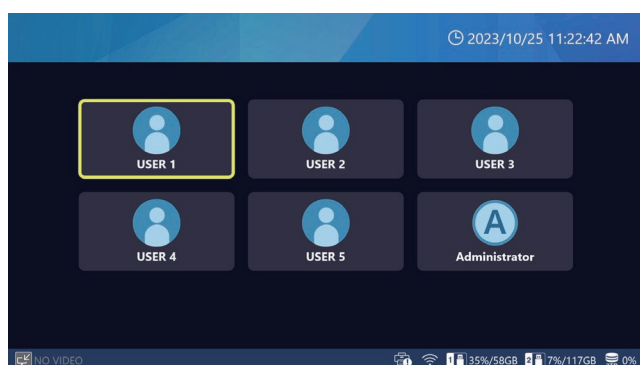 2023/10/25 11:22:42 AM
USER 1 USER 2 USER 3
USER 4 USER 5 A Administrator
NO VIDEO 1 35%/58GB 2 7%/117GB 0%